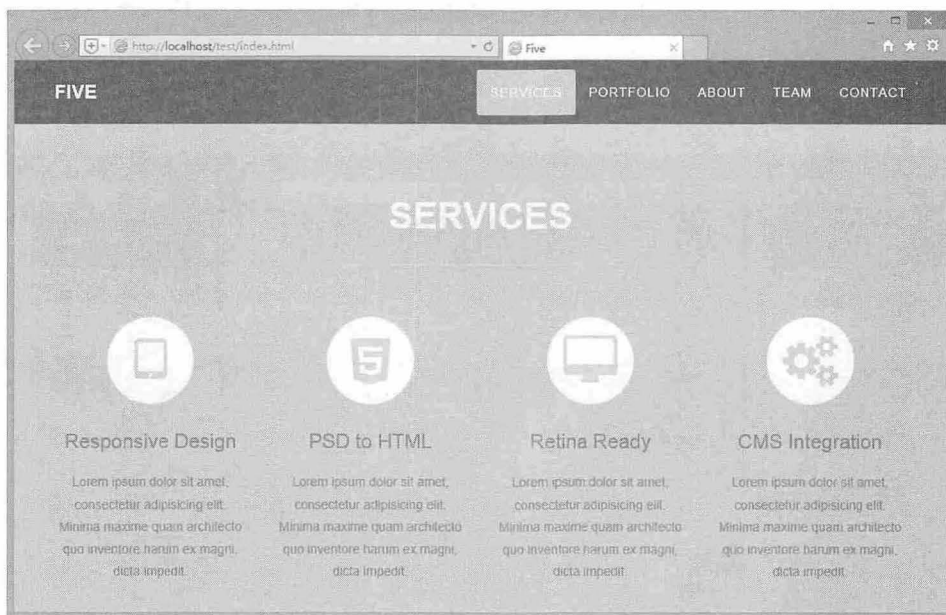 http://localhost/test/index.html
Five
FIVE
SERVICES PORTFOLIO ABOUT TEAM CONTACT
SERVICES
5
Responsive Design
Lorem ipsum dolor sit amet,
consectetur adipisicing elit.
Minima maxime quam architecto
quo inventore harum ex magni,
dicta impedit.
PSD to HTML
Lorem ipsum dolor sit amet,
consectetur adipisicing elit.
Minima maxime quam architecto
quo inventore harum ex magni,
dicta impedit.
Retina Ready
Lorem ipsum dolor sit amet,
consectetur adipisicing elit.
Minima maxime quam architecto
quo inventore harum ex magni,
dicta impedit.
CMS Integration
Lorem ipsum dolor sit amet,
consectetur adipisicing elit.
Minima maxime quam architecto
quo inventore harum ex magni,
dicta impedit.